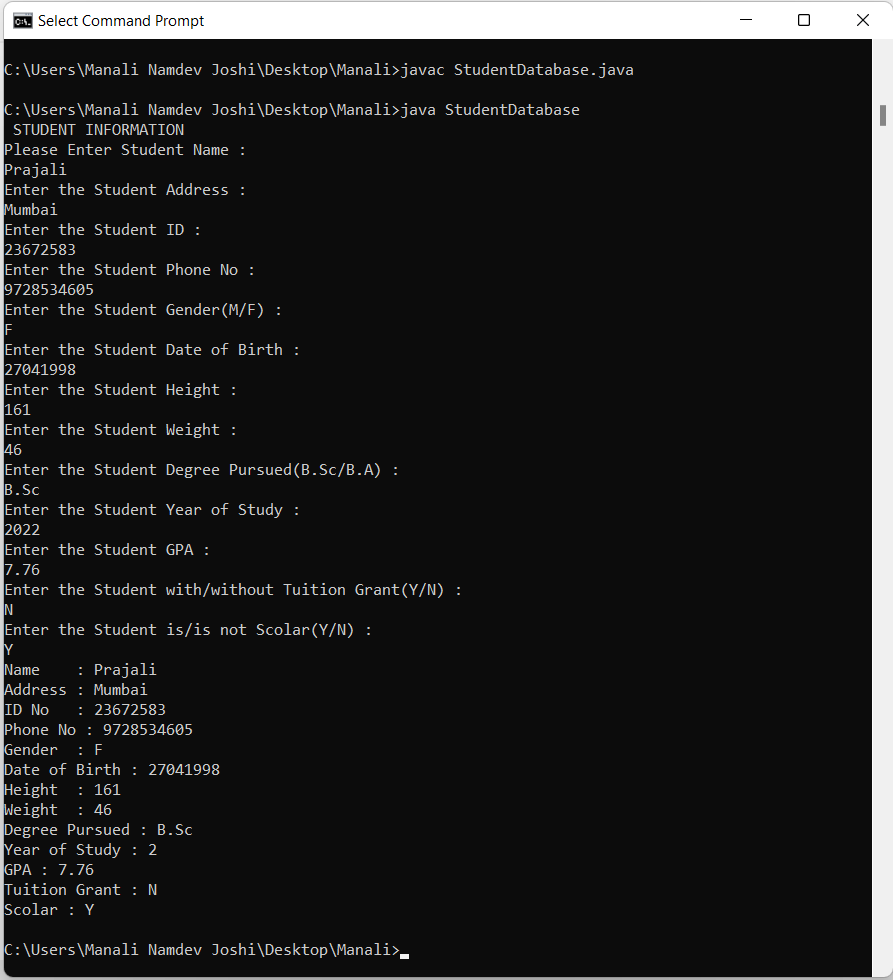 Select Command Prompt
C:\Users\Manali Namdev Joshi\Desktop\Manali>javac StudentDatabase.java
C:\Users\Manali Namdev Joshi\Desktop\Manali>java StudentDatabase
STUDENT INFORMATION
Please Enter Student Name :
Prajali
Enter the Student Address :
Mumbai
Enter the Student ID :
23672583
Enter the Student Phone No :
9728534605
Enter the Student Gender(M/F) :
F
Enter the Student Date of Birth :
27041998
Enter the Student Height :
161
Enter the Student Weight :
46
Enter the Student Degree Pursued(B.Sc/B.A) :
B.Sc
Enter the Student Year of Study :
2022
Enter the Student GPA :
7.76
Enter the Student with/without Tuition Grant(Y/N) :
N
Enter the Student is/is not Scolar(Y/N) :
Y
Name    : Prajali
Address : Mumbai
ID No   : 23672583
Phone No : 9728534605
Gender  : F
Date of Birth : 27041998
Height  : 161
Weight  : 46
Degree Pursued : B.Sc
Year of Study : 2
GPA : 7.76
Tuition Grant : N
Scolar : Y
C:\Users\Manali Namdev Joshi\Desktop\Manali>